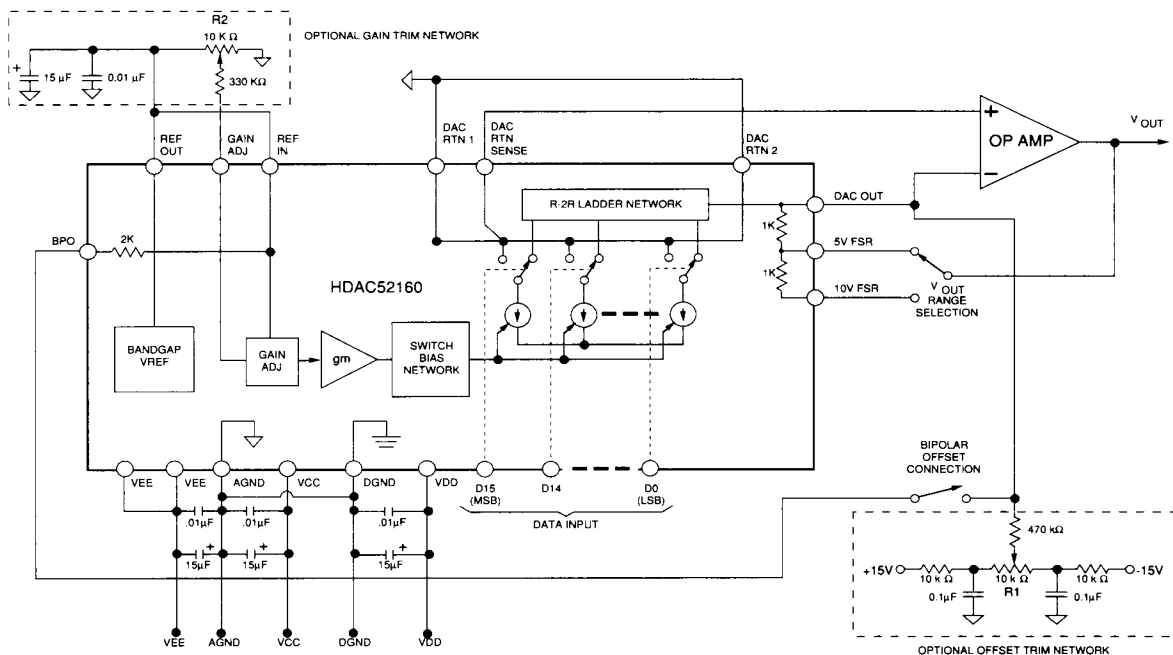 R2
10 K Ω
OPTIONAL GAIN TRIM NETWORK
+
15 µF
0.01 µF
330 KΩ
REF
OUT
GAIN
ADJ
REF
IN
DAC
RTN 1
DAC
RTN
SENSE
DAC
RTN 2
+
OP AMP
−
V OUT
R-2R LADDER NETWORK
DAC OUT
1K
5V FSR
1K
10V FSR
V OUT
RANGE
SELECTION
BPO
2K
HDAC52160
BANDGAP
VREF
GAIN
ADJ
gm
SWITCH
BIAS
NETWORK
VEE
VEE
AGND
VCC
DGND
VDD
D15
(MSB)
D14
D0
(LSB)
DATA INPUT
.01µF
.01µF
.01µF
+
+
+
15µF
15µF
15µF
VEE
AGND
VCC
DGND
VDD
BIPOLAR
OFFSET
CONNECTION
470 kΩ
+15V
10 k Ω
10 k Ω
10 k Ω
-15V
R1
0.1µF
0.1µF
OPTIONAL OFFSET TRIM NETWORK